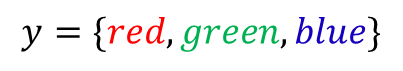 y = {red, green, blue}